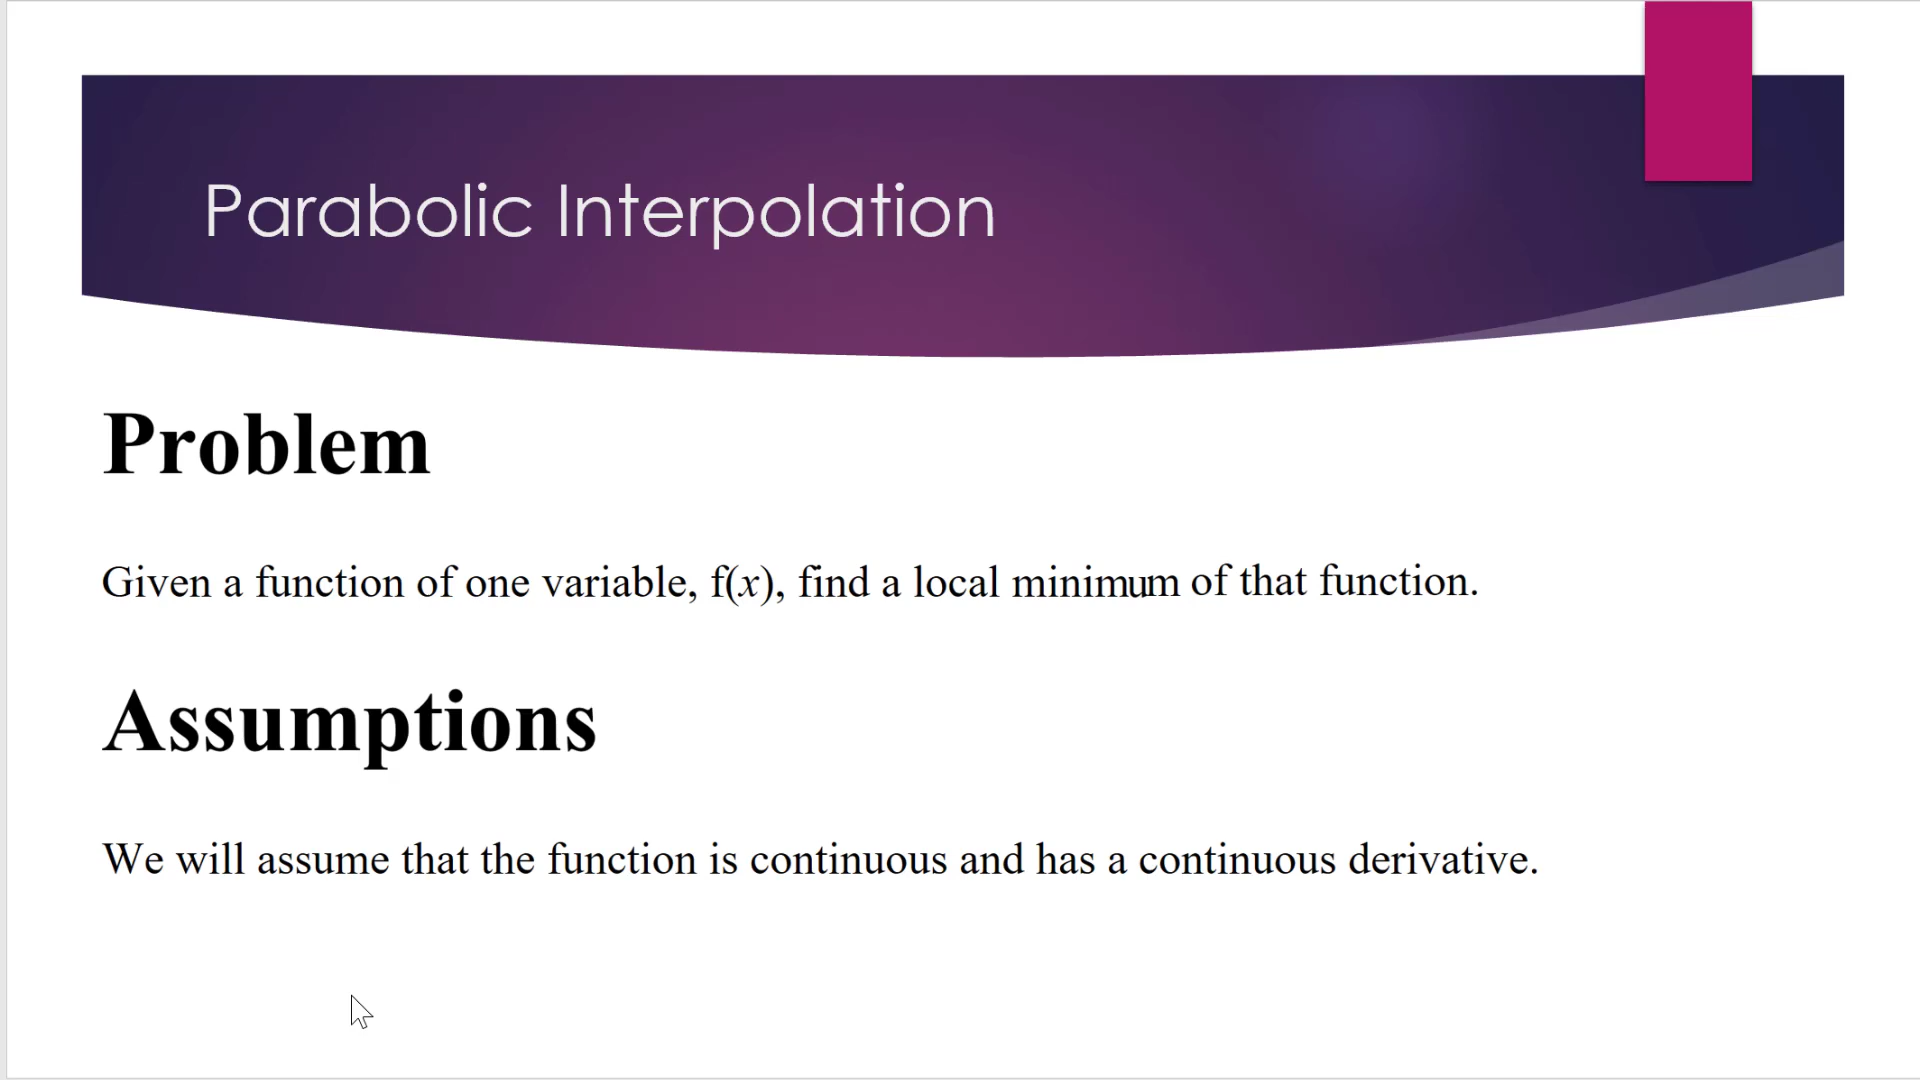 Parabolic Interpolation
Problem
Given a function of one variable, f(x), find a local minimum of that function.
Assumptions
We will assume that the function is continuous and has a continuous derivative.